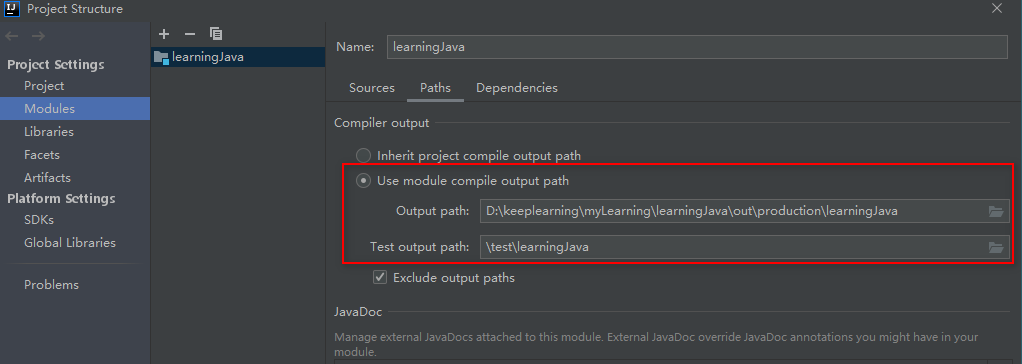 Project Structure
Project Settings
Project
Modules
Libraries
Facets
Artifacts
Platform Settings
SDKs
Global Libraries
Problems
learningJava
Name: learningJava
Sources Paths Dependencies
Compiler output
Inherit project compile output path
Use module compile output path
Output path: D:\keeplearning\myLearning\learningJava\out\production\learningJava
Test output path: \test\learningJava
Exclude output paths
JavaDoc
Manage external JavaDocs attached to this module. External JavaDoc override JavaDoc annotations you might have in your
module.